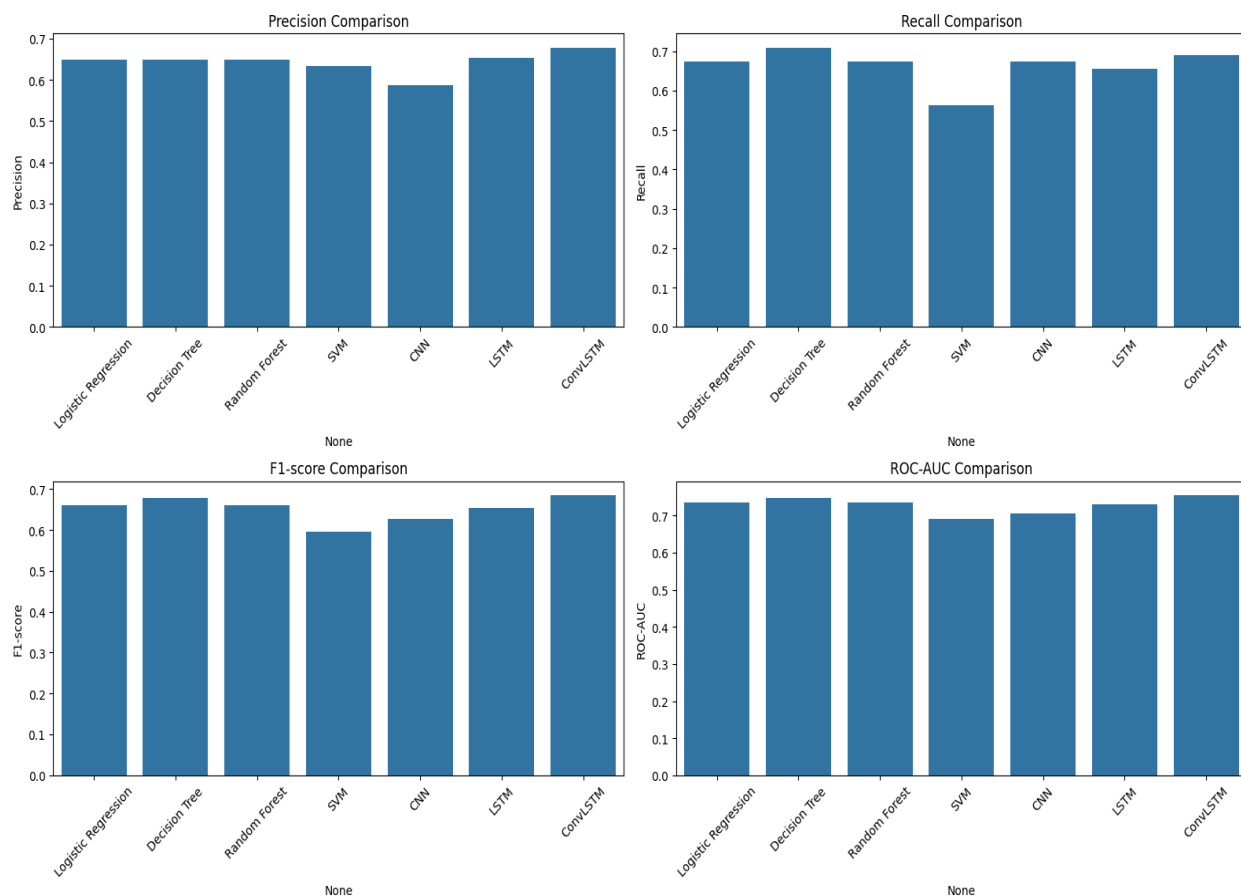 Precision Comparison
Precision
0.7
0.6
0.5
0.4
0.3
0.2
0.1
0.0
Logistic Regression
Decision Tree
Random Forest
SVM
CNN
LSTM
ConvLSTM
None
Recall Comparison
Recall
0.7
0.6
0.5
0.4
0.3
0.2
0.1
0.0
Logistic Regression
Decision Tree
Random Forest
SVM
CNN
LSTM
ConvLSTM
None
F1-score Comparison
F1-score
0.7
0.6
0.5
0.4
0.3
0.2
0.1
0.0
Logistic Regression
Decision Tree
Random Forest
SVM
CNN
LSTM
ConvLSTM
None
ROC-AUC Comparison
ROC-AUC
0.7
0.6
0.5
0.4
0.3
0.2
0.1
0.0
Logistic Regression
Decision Tree
Random Forest
SVM
CNN
LSTM
ConvLSTM
None